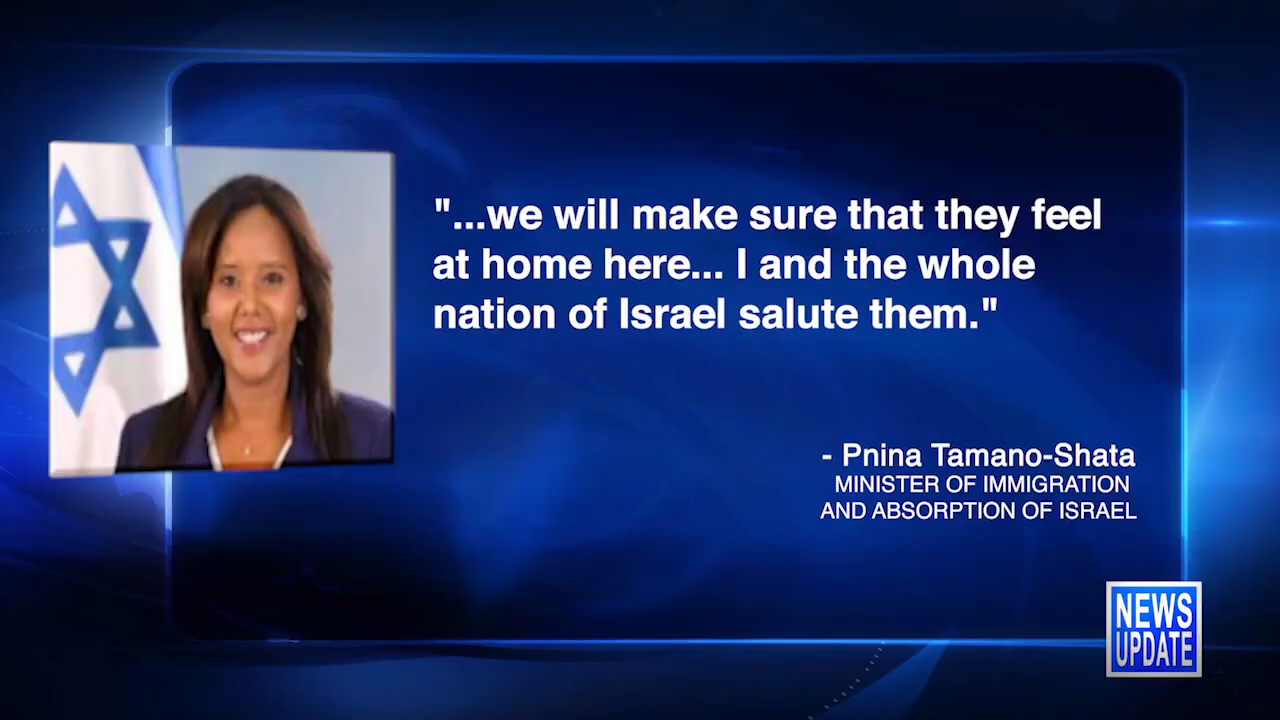 "...we will make sure that they feel
at home here... I and the whole
nation of Israel salute them."
- Pnina Tamano-Shata
MINISTER OF IMMIGRATION
AND ABSORPTION OF ISRAEL
NEWS
UPDATE